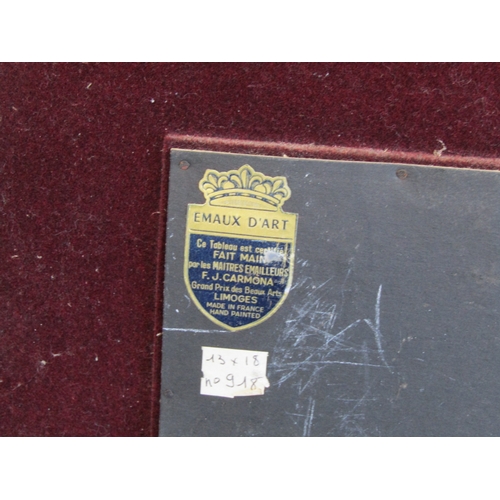 EMAUX D'ART
Ce Tableau est certifié
FAIT MAIN
par les MAITRES EMAILLEURS
F. J. CARMONA
Grand Prix des Beaux Arts
LIMOGES
MADE IN FRANCE
HAND PAINTED
13 x 18
no 918